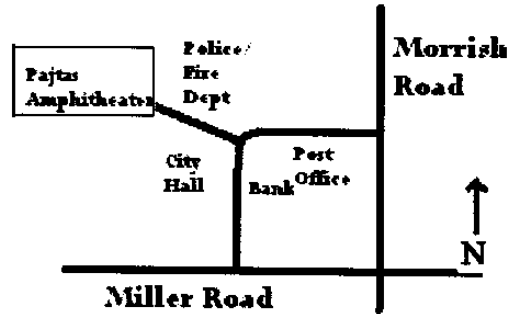 Pajtas
Amphitheater
Police/
Fire
Dept
Morrish
Road
City
Hall
Post
Office
Bank
N
Miller Road